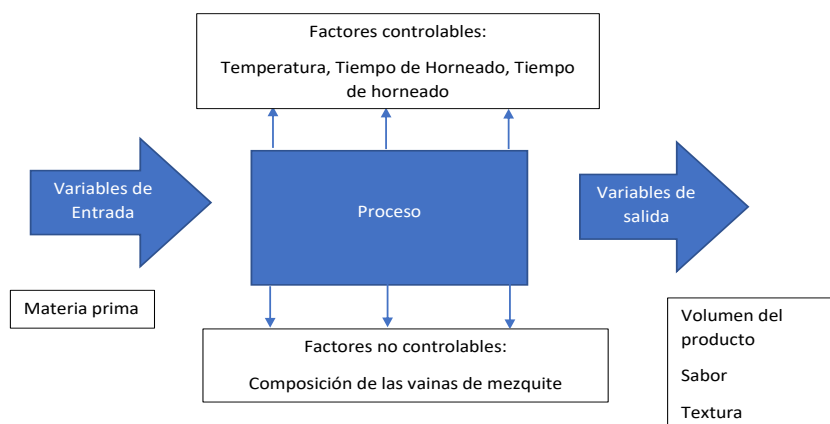 Factores controlables:
Temperatura, Tiempo de Horneado, Tiempo
de horneado
Variables de
Entrada
Proceso
Variables de
salida
Materia prima
Factores no controlables:
Composición de las vainas de mezquite
Volumen del
producto
Sabor
Textura